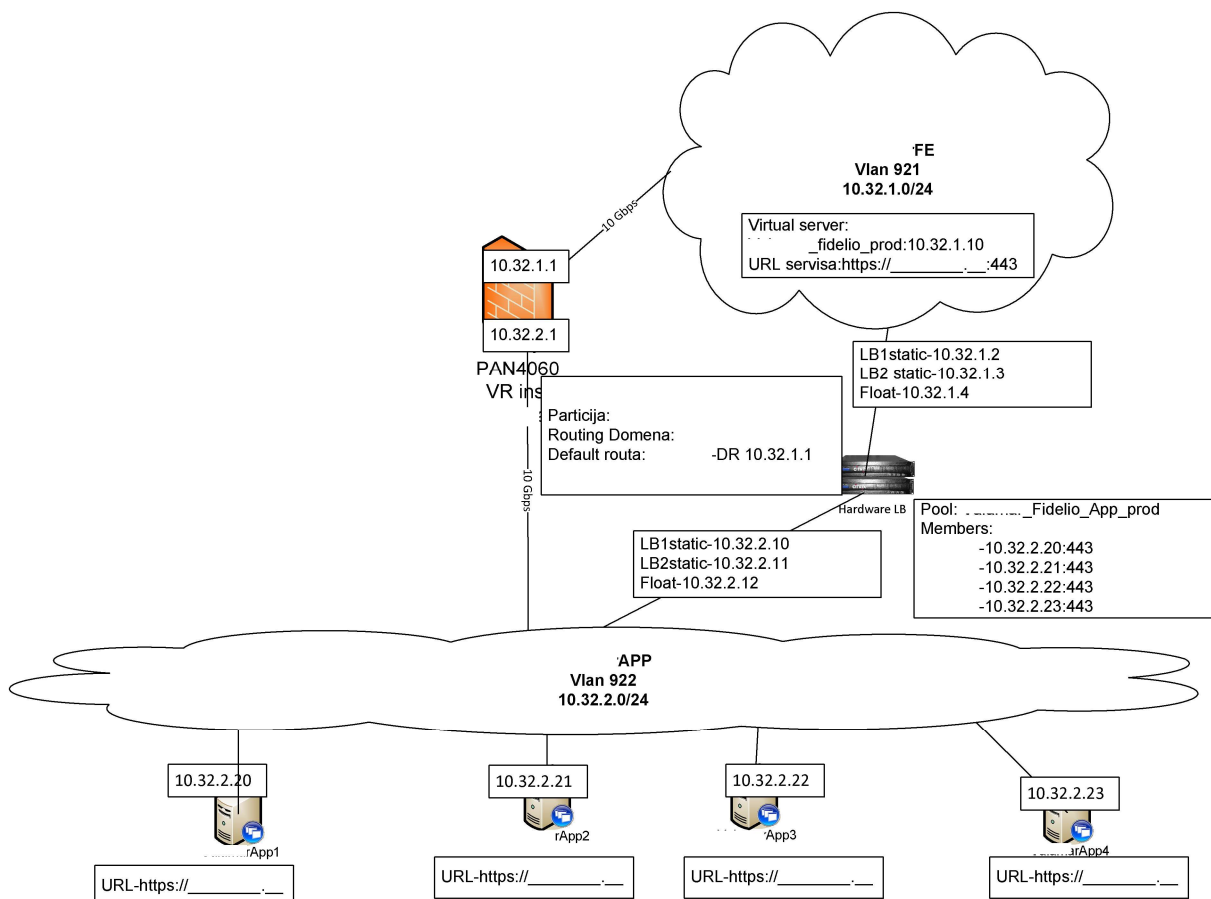 FE
Vlan 921
10.32.1.0/24
Virtual server:
_fidelio_prod:10.32.1.10
URL servisa:https://_________.__:443
10 Gbps
10.32.1.1
10.32.2.1
PAN4060
VR ins
LB1static-10.32.1.2
LB2 static-10.32.1.3
Float-10.32.1.4
Particija:
Routing Domena:
Default routa: -DR 10.32.1.1
10 Gbps
Hardware LB
Pool: _Fidelio_App_prod
Members:
-10.32.2.20:443
-10.32.2.21:443
-10.32.2.22:443
-10.32.2.23:443
LB1static-10.32.2.10
LB2static-10.32.2.11
Float-10.32.2.12
APP
Vlan 922
10.32.2.0/24
10.32.2.20
10.32.2.21
10.32.2.22
10.32.2.23
rApp1
rApp2
rApp3
arApp4
URL-https://________.__
URL-https://________.__
URL-https://________.__
URL-https://________.__